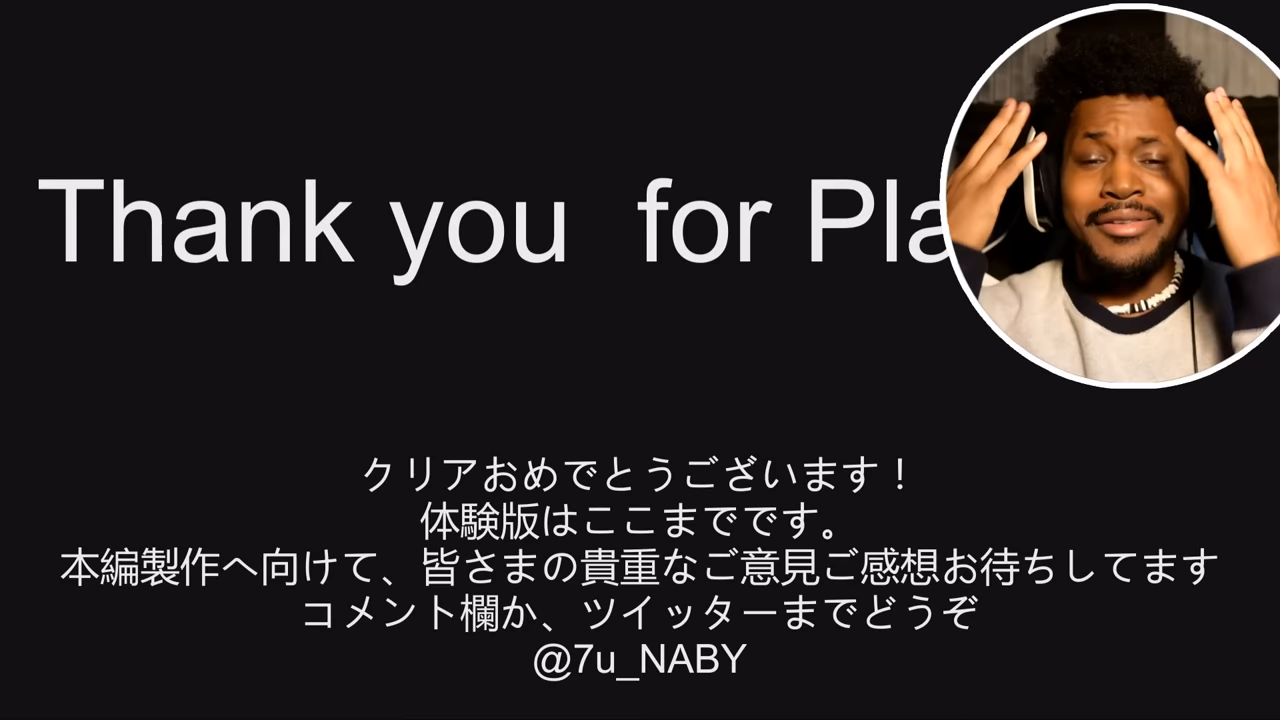 Thank you for Pla
クリアおめでとうございます！
体験版はここまでです。
本編製作へ向けて、皆さまの貴重なご意見ご感想お待ちしてます
コメント欄か、ツイッターまでどうぞ
@7u_NABY